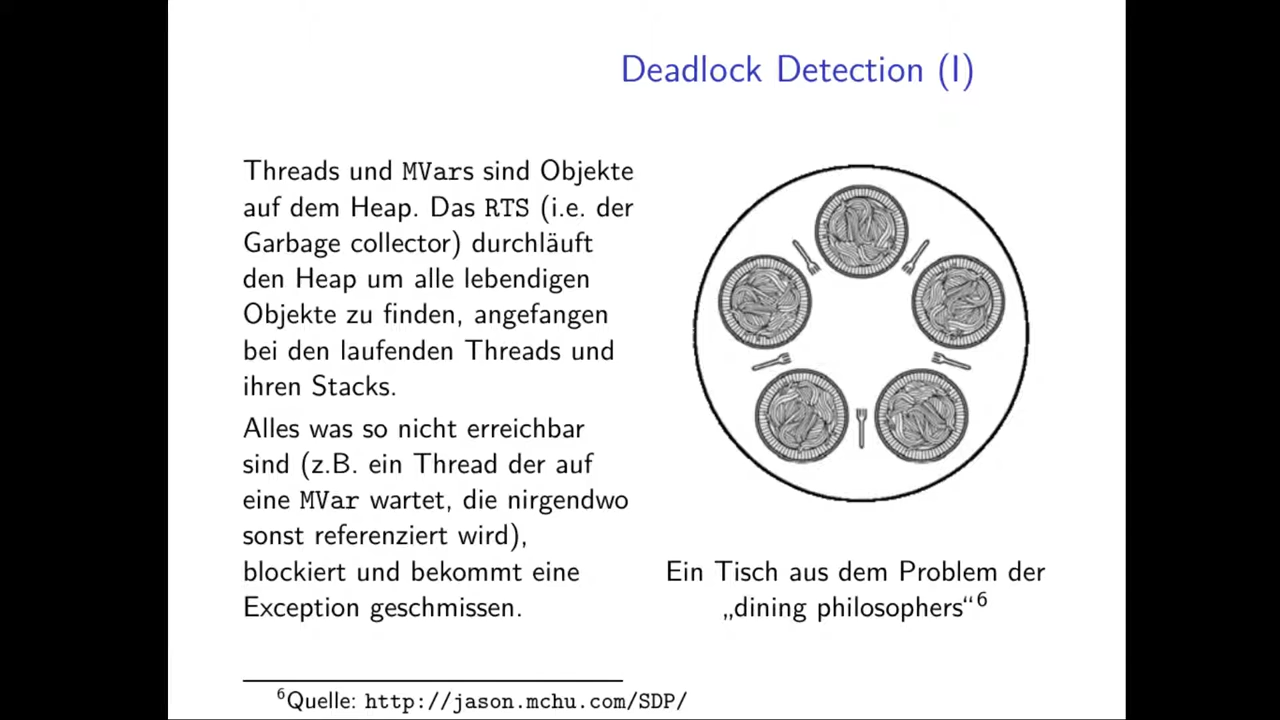 Deadlock Detection (I)
Threads und MVars sind Objekte
auf dem Heap. Das RTS (i.e. der
Garbage collector) durchläuft
den Heap um alle lebendigen
Objekte zu finden, angefangen
bei den laufenden Threads und
ihren Stacks.
Alles was so nicht erreichbar
sind (z.B. ein Thread der auf
eine MVar wartet, die nirgendwo
sonst referenziert wird),
blockiert und bekommt eine
Exception geschmissen.
Ein Tisch aus dem Problem der
„dining philosophers“⁶
⁶Quelle: http://jason.mchu.com/SDP/